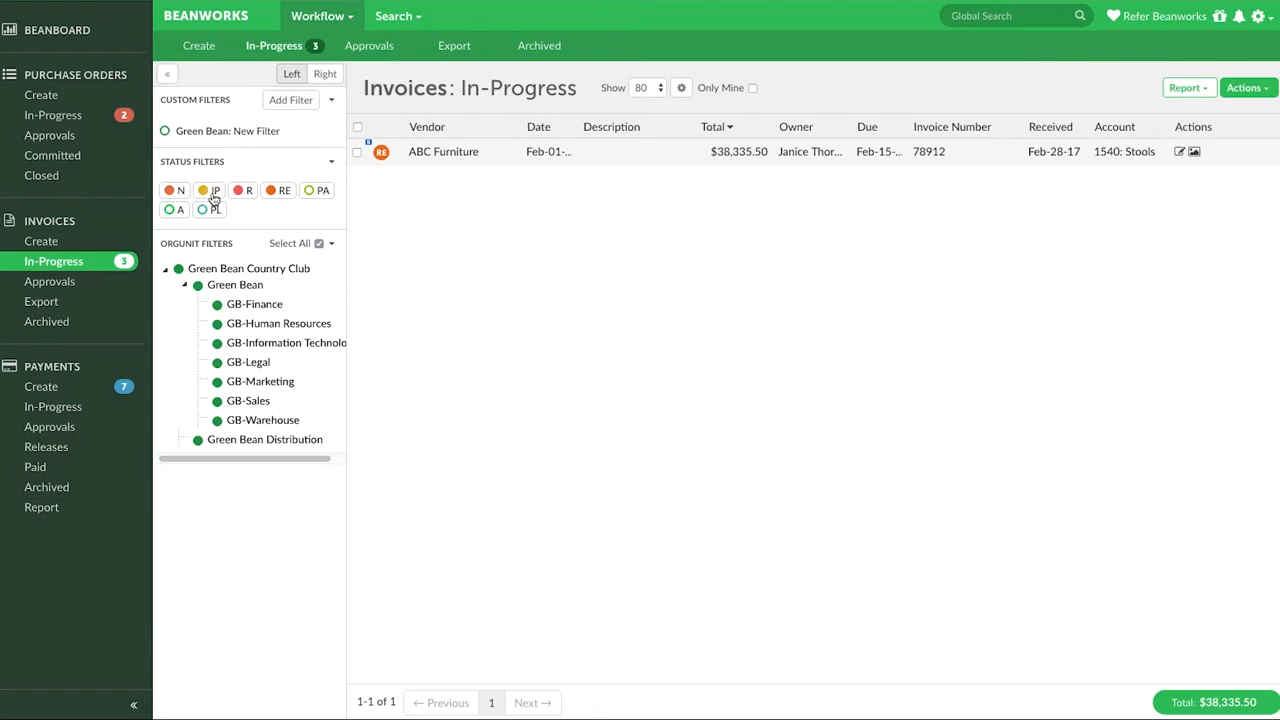 BEANBOARD
PURCHASE ORDERS
Create
In-Progress 2
Approvals
Committed
Closed
INVOICES
Create
In-Progress 3
Approvals
Export
Archived
PAYMENTS
Create 7
In-Progress
Approvals
Releases
Paid
Archived
Report
«
BEANWORKS Workflow Search Global Search Refer Beanworks
Create In-Progress 3 Approvals Export Archived
« Left Right
CUSTOM FILTERS Add Filter
Green Bean: New Filter
STATUS FILTERS
N IP R RE PA
A PL
ORGUNIT FILTERS Select All
Green Bean Country Club
Green Bean
GB-Finance
GB-Human Resources
GB-Information Technolo
GB-Legal
GB-Marketing
GB-Sales
GB-Warehouse
Green Bean Distribution
Invoices: In-Progress Show 80 Only Mine Report Actions
Vendor Date Description Total Owner Due Invoice Number Received Account Actions
RE ABC Furniture Feb-01-... $38,335.50 Janice Thor... Feb-15-... 78912 Feb-28-17 1540: Stools
1-1 of 1 ← Previous 1 Next → Total: $38,335.50